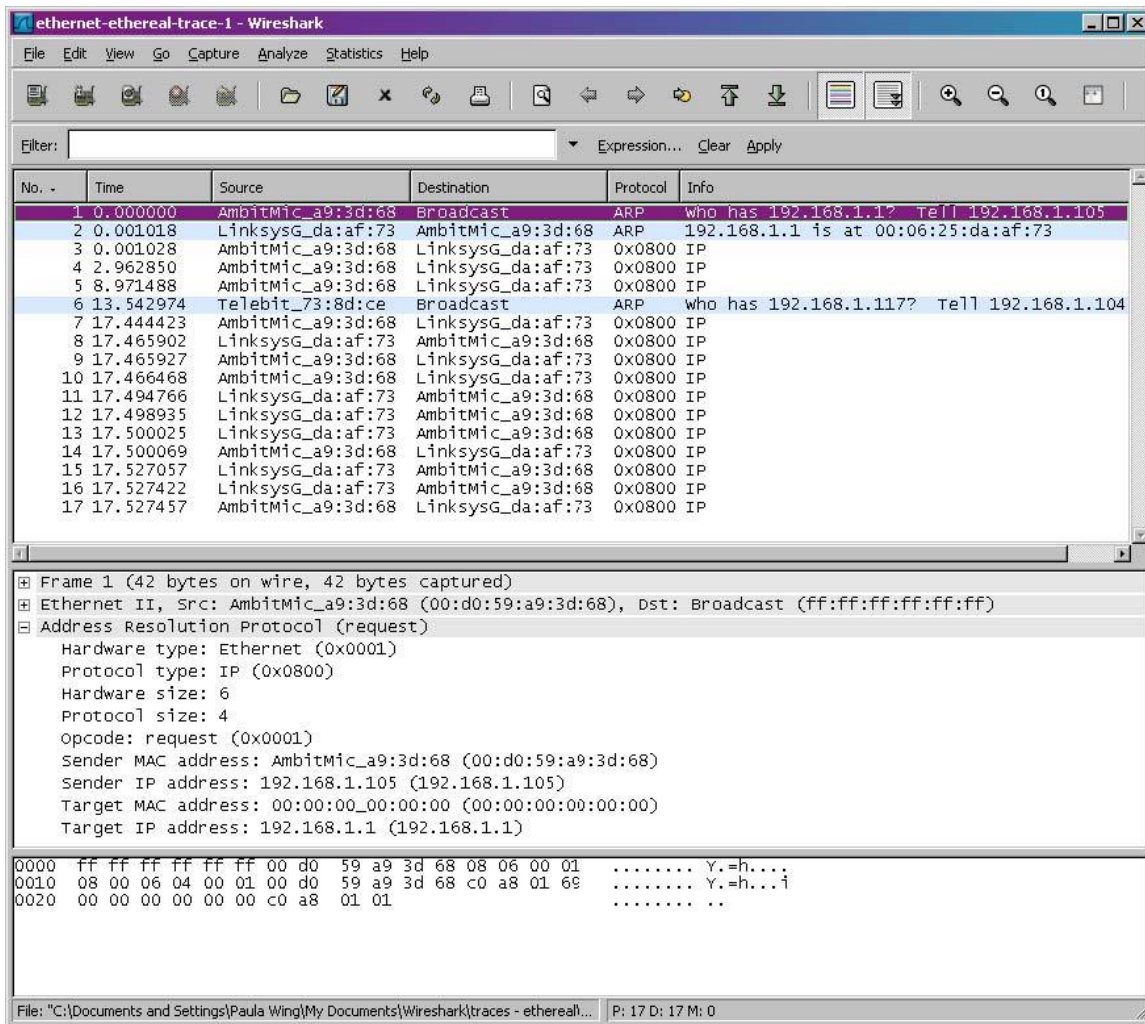 ethernet-ethereal-trace-1 - Wireshark
File Edit View Go Capture Analyze Statistics Help
Filter: Expression... Clear Apply
No. - Time Source Destination Protocol Info
1 0.000000 AmbitMic_a9:3d:68 Broadcast ARP Who has 192.168.1.1? Tell 192.168.1.105
2 0.001018 LinksysG_da:af:73 AmbitMic_a9:3d:68 ARP 192.168.1.1 is at 00:06:25:da:af:73
3 0.001028 AmbitMic_a9:3d:68 LinksysG_da:af:73 0x0800 IP
4 2.962850 AmbitMic_a9:3d:68 LinksysG_da:af:73 0x0800 IP
5 8.971488 AmbitMic_a9:3d:68 LinksysG_da:af:73 0x0800 IP
6 13.542974 Telebit_73:8d:ce Broadcast ARP Who has 192.168.1.117? Tell 192.168.1.104
7 17.444423 AmbitMic_a9:3d:68 LinksysG_da:af:73 0x0800 IP
8 17.465902 LinksysG_da:af:73 AmbitMic_a9:3d:68 0x0800 IP
9 17.465927 AmbitMic_a9:3d:68 LinksysG_da:af:73 0x0800 IP
10 17.466468 AmbitMic_a9:3d:68 LinksysG_da:af:73 0x0800 IP
11 17.494766 LinksysG_da:af:73 AmbitMic_a9:3d:68 0x0800 IP
12 17.498935 LinksysG_da:af:73 AmbitMic_a9:3d:68 0x0800 IP
13 17.500025 LinksysG_da:af:73 AmbitMic_a9:3d:68 0x0800 IP
14 17.500069 AmbitMic_a9:3d:68 LinksysG_da:af:73 0x0800 IP
15 17.527057 LinksysG_da:af:73 AmbitMic_a9:3d:68 0x0800 IP
16 17.527422 LinksysG_da:af:73 AmbitMic_a9:3d:68 0x0800 IP
17 17.527457 AmbitMic_a9:3d:68 LinksysG_da:af:73 0x0800 IP
Frame 1 (42 bytes on wire, 42 bytes captured)
Ethernet II, Src: AmbitMic_a9:3d:68 (00:d0:59:a9:3d:68), Dst: Broadcast (ff:ff:ff:ff:ff:ff)
Address Resolution Protocol (request)
Hardware type: Ethernet (0x0001)
Protocol type: IP (0x0800)
Hardware size: 6
Protocol size: 4
Opcode: request (0x0001)
Sender MAC address: AmbitMic_a9:3d:68 (00:d0:59:a9:3d:68)
Sender IP address: 192.168.1.105 (192.168.1.105)
Target MAC address: 00:00:00_00:00:00 (00:00:00:00:00:00)
Target IP address: 192.168.1.1 (192.168.1.1)
0000 ff ff ff ff ff ff 00 d0 59 a9 3d 68 08 06 00 01 ........ Y.=h....
0010 08 00 06 04 00 01 00 d0 59 a9 3d 68 c0 a8 01 69 ........ Y.=h...i
0020 00 00 00 00 00 00 c0 a8 01 01 ........ ..
File: "C:\Documents and Settings\Paula Wing\My Documents\Wireshark\traces - ethereal\... P: 17 D: 17 M: 0